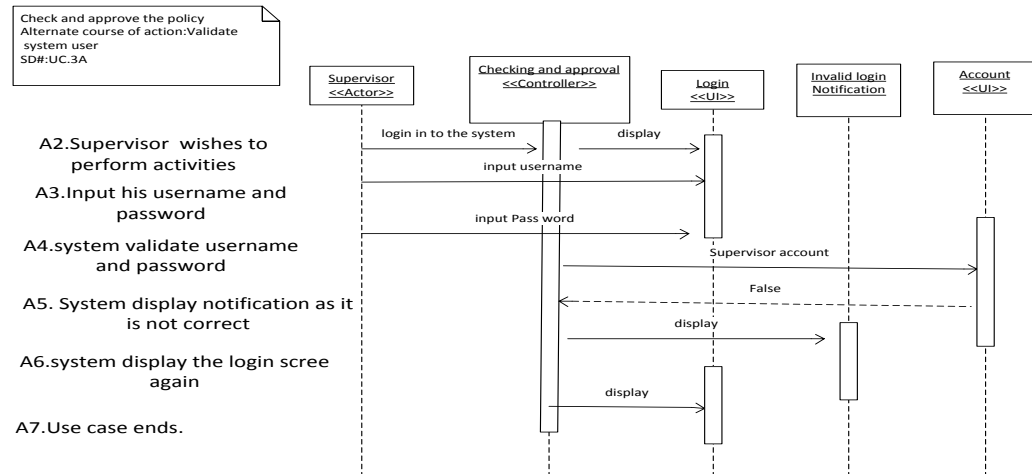 Check and approve the policy
Alternate course of action:Validate
system user
SD#:UC.3A
Supervisor
<<Actor>>
Checking and approval
<<Controller>>
Login
<<UI>>
Invalid login
Notification
Account
<<UI>>
A2.Supervisor wishes to
perform activities
A3.Input his username and
password
A4.system validate username
and password
A5. System display notification as it
is not correct
A6.system display the login scree
again
A7.Use case ends.
login in to the system
display
input username
input Pass word
Supervisor account
False
display
display